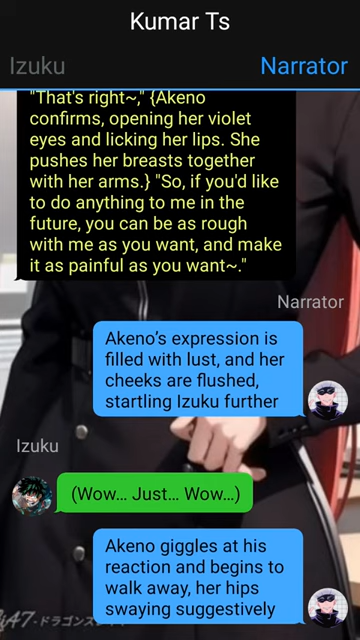 Kumar Ts
Izuku
Narrator
"That's right~," {Akeno
confirms, opening her violet
eyes and licking her lips. She
pushes her breasts together
with her arms.} "So, if you'd like
to do anything to me in the
future, you can be as rough
with me as you want, and make
it as painful as you want~."
Narrator
Akeno’s expression is
filled with lust, and her
cheeks are flushed,
startling Izuku further
Izuku
(Wow… Just… Wow…)
Akeno giggles at his
reaction and begins to
walk away, her hips
swaying suggestively